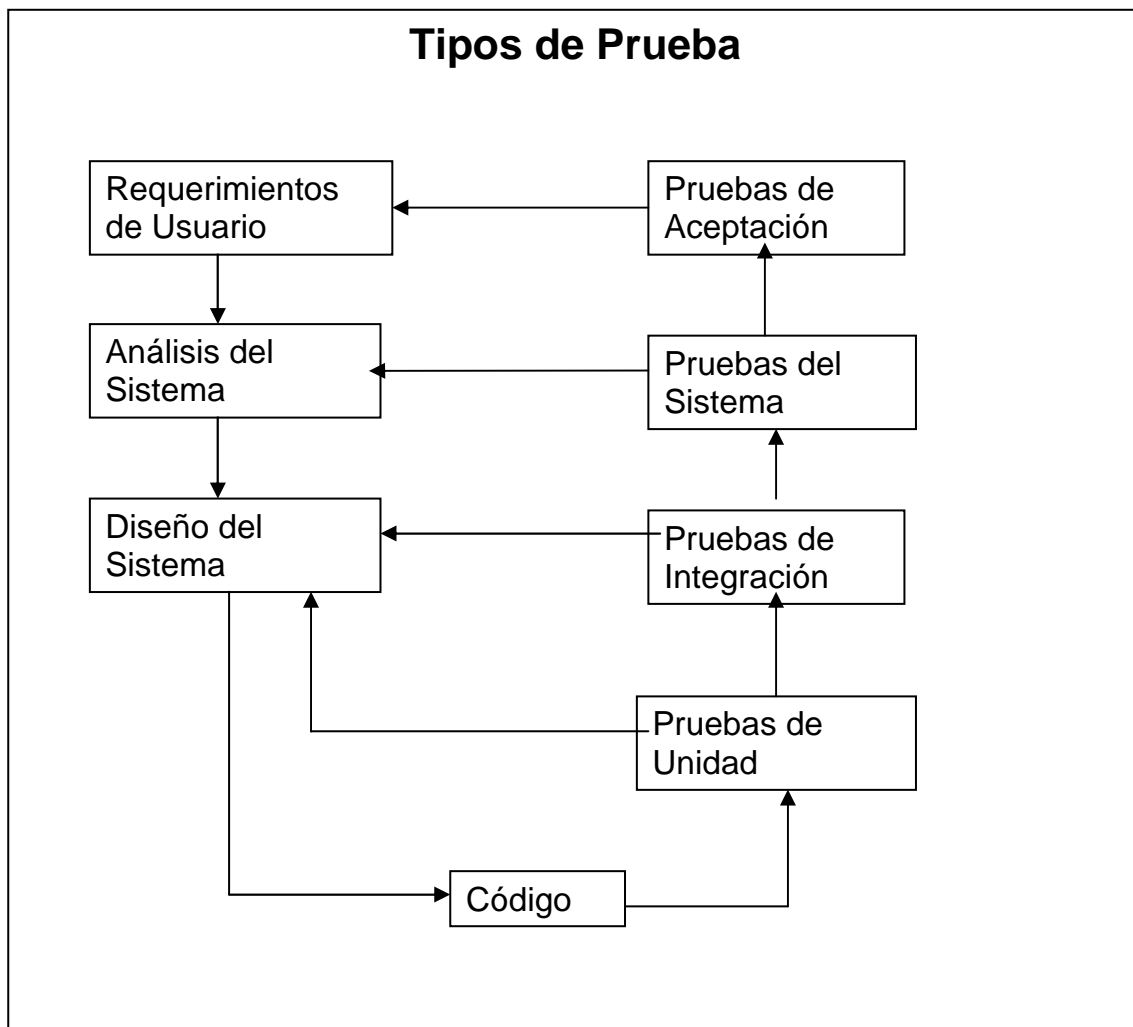 Tipos de Prueba
Requerimientos
de Usuario
Pruebas de
Aceptación
Análisis del
Sistema
Pruebas del
Sistema
Diseño del
Sistema
Pruebas de
Integración
Pruebas de
Unidad
Código